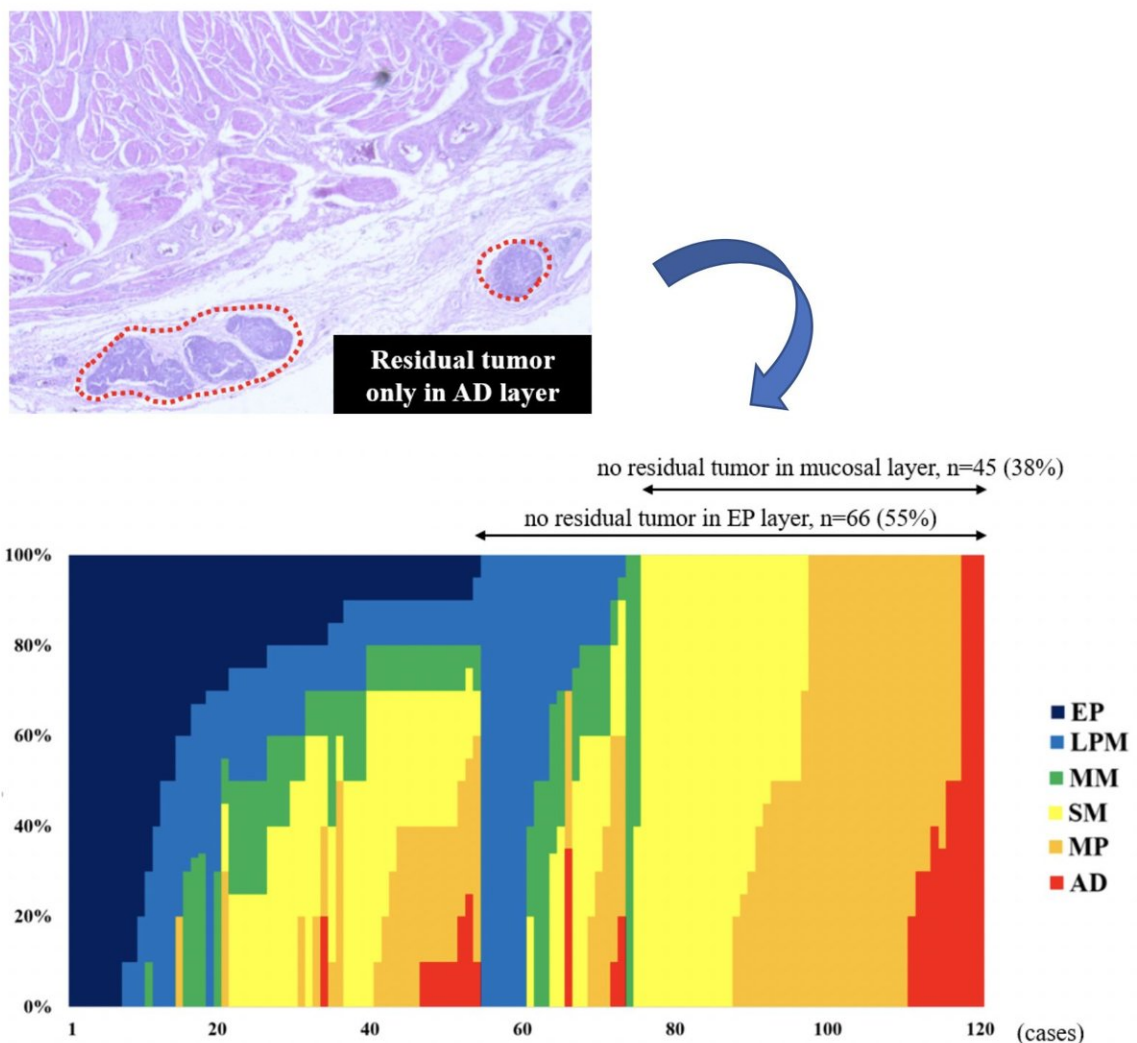 Residual tumor
only in AD layer
no residual tumor in mucosal layer, n=45 (38%)
no residual tumor in EP layer, n=66 (55%)
100%
80%
60%
40%
20%
0%
EP
LPM
MM
SM
MP
AD
1 20 40 60 80 100 120 (cases)